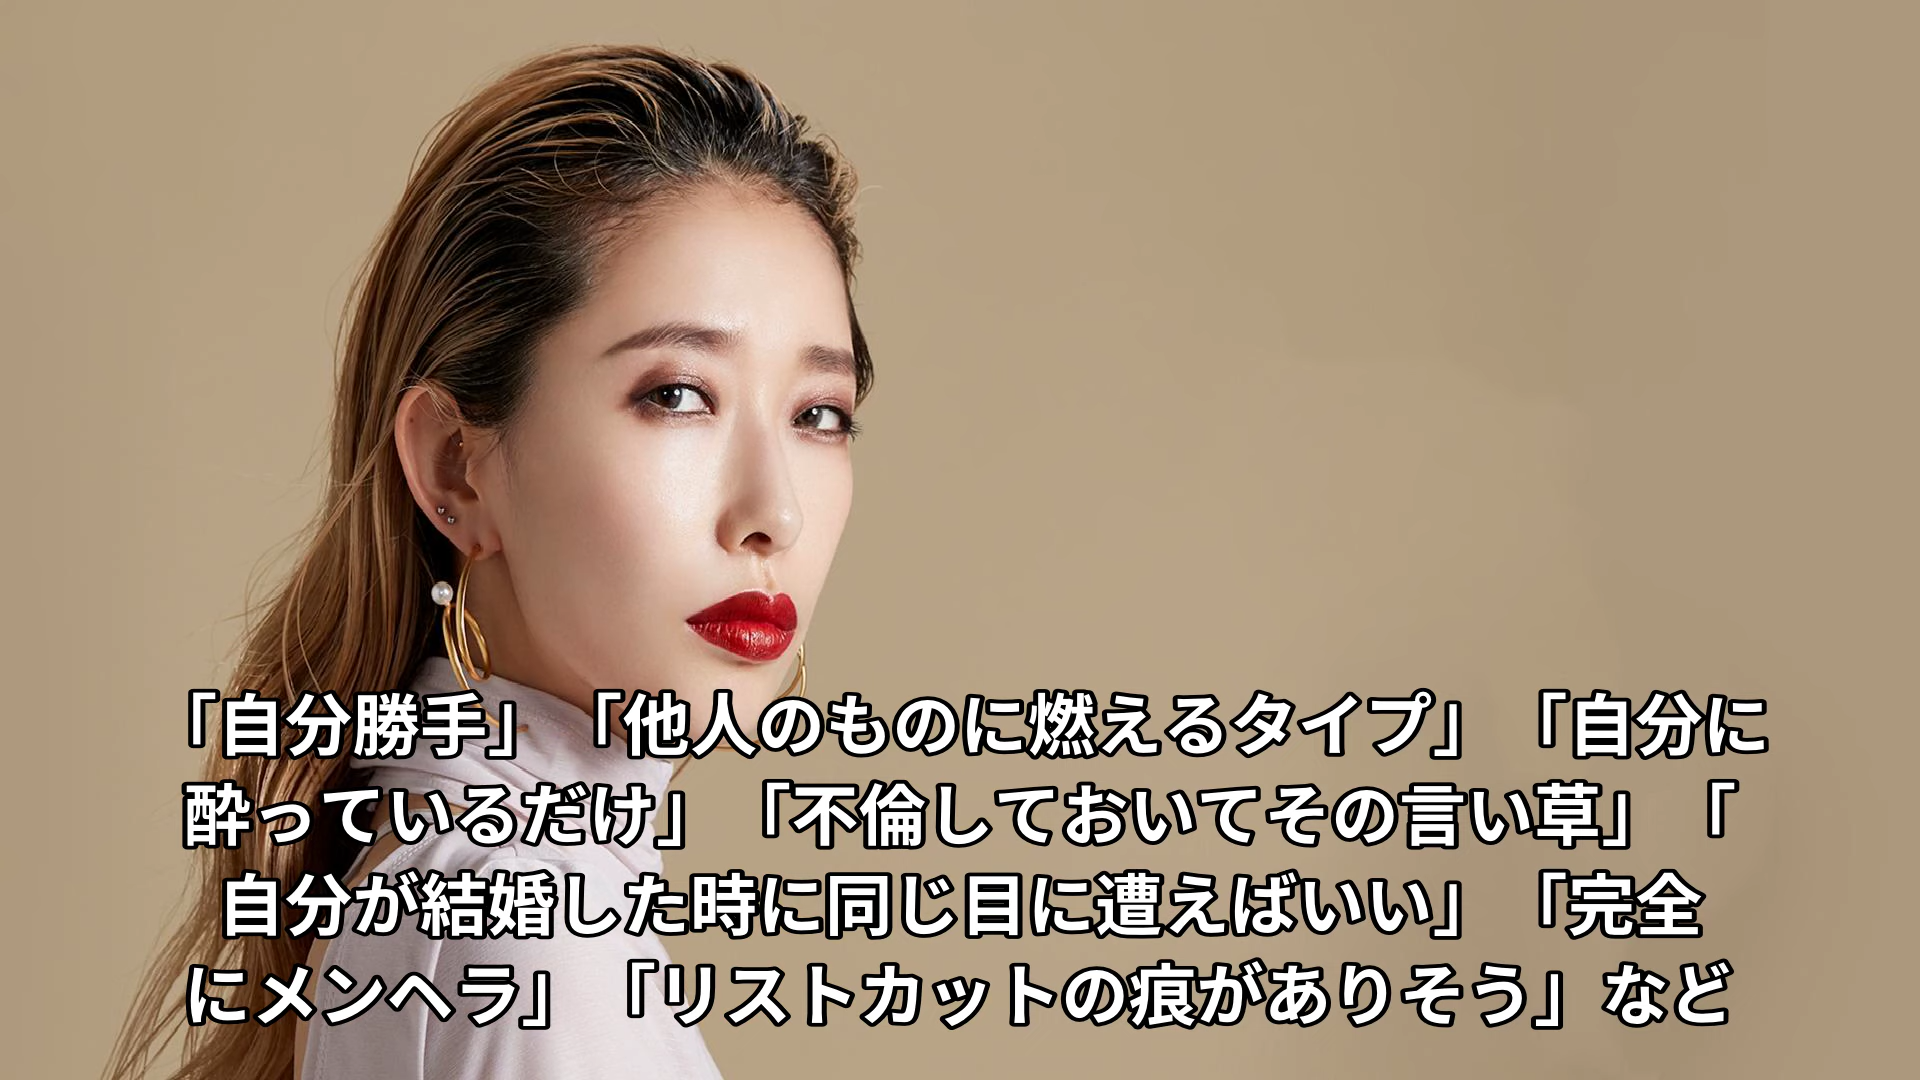 「自分勝手」「他人のものに燃えるタイプ」「自分に
酔っているだけ」「不倫しておいてその言い草」「
自分が結婚した時に同じ目に遭えばいい」「完全
にメンヘラ」「リストカットの痕がありそう」など